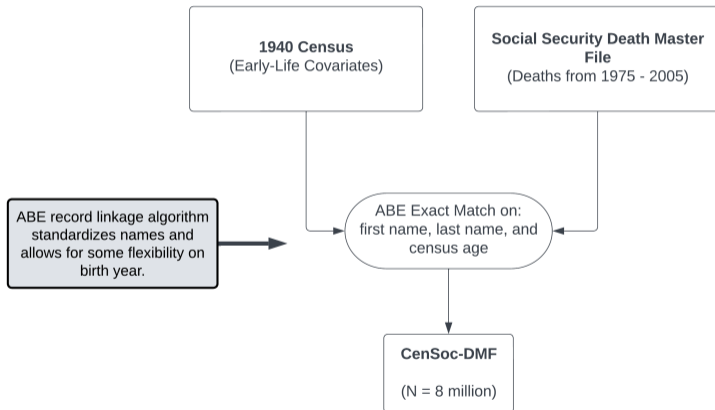 1940 Census
(Early-Life Covariates)
Social Security Death Master
File
(Deaths from 1975 - 2005)
ABE record linkage algorithm
standardizes names and
allows for some flexibility on
birth year.
ABE Exact Match on:
first name, last name, and
census age
CenSoc-DMF
(N = 8 million)